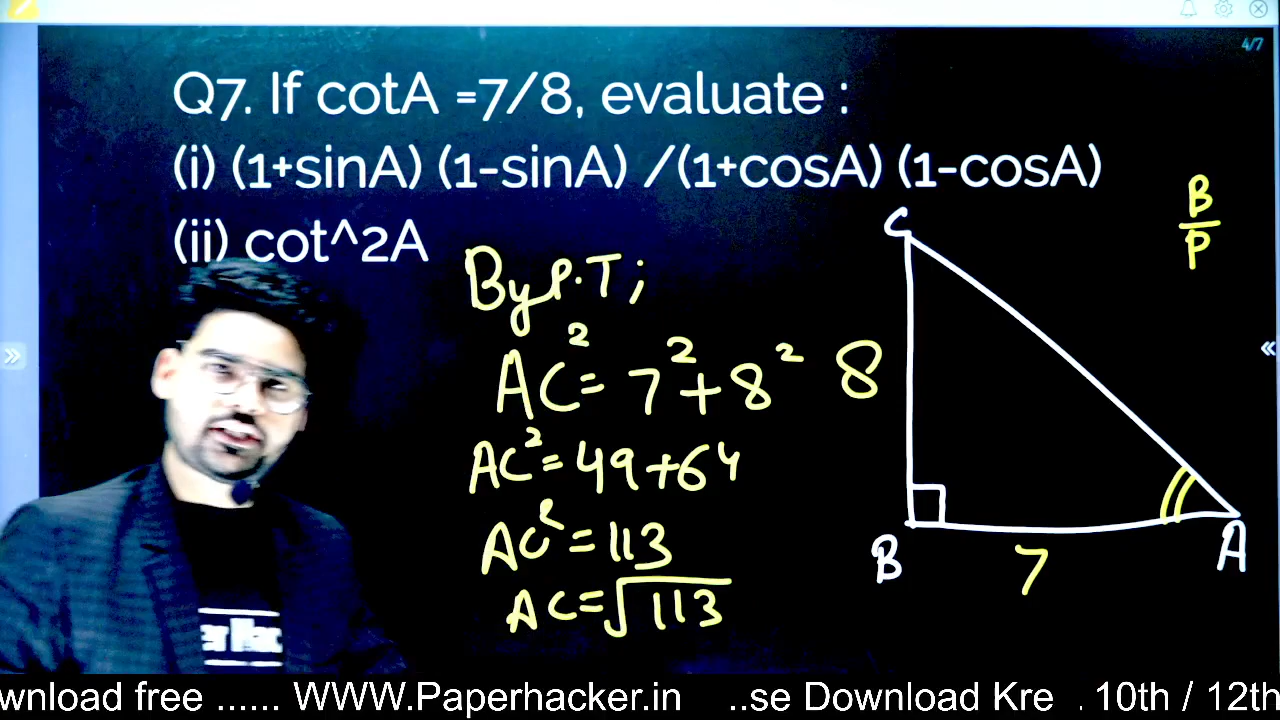 4/7
Q7. If cotA =7/8, evaluate :
(i) (1+sinA) (1-sinA) /(1+cosA) (1-cosA)
(ii) cot^2A
B
P
C
By P.T;
AC²= 7²+8²
8
AC²=49+64
AC²=113
AC=√113
B
7
A
er Hac
wnload free ...... WWW.Paperhacker.in ..se Download Kre . 10th / 12th